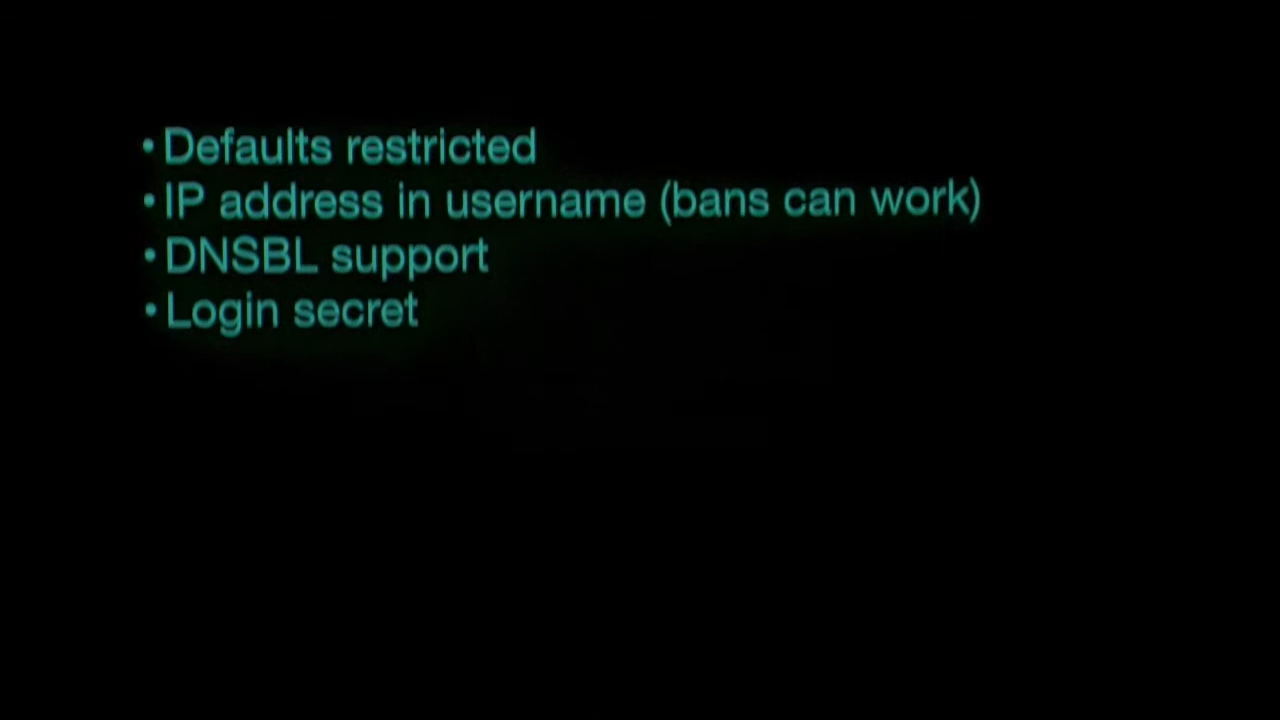 • Defaults restricted
• IP address in username (bans can work)
• DNSBL support
• Login secret